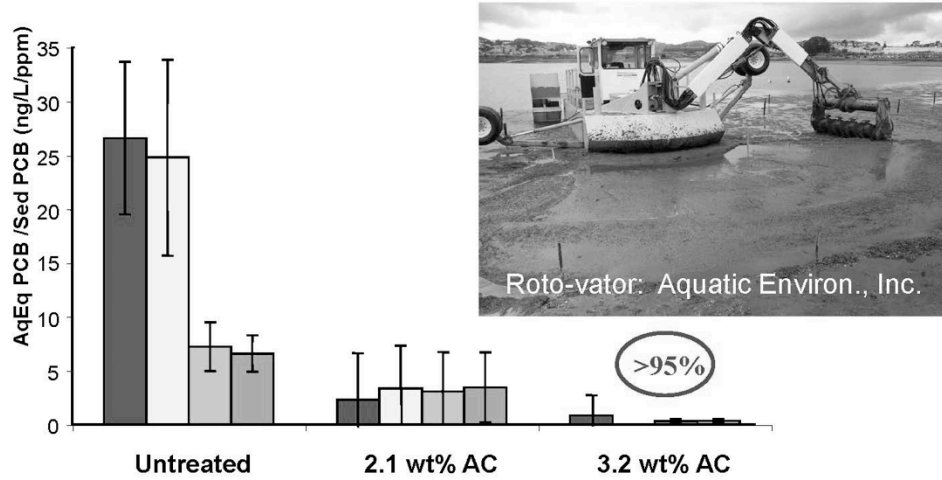 AqEq PCB /Sed PCB (ng/L/ppm)
35
30
25
20
15
10
5
0
Roto-vator: Aquatic Environ., Inc.
>95%
Untreated
2.1 wt% AC
3.2 wt% AC